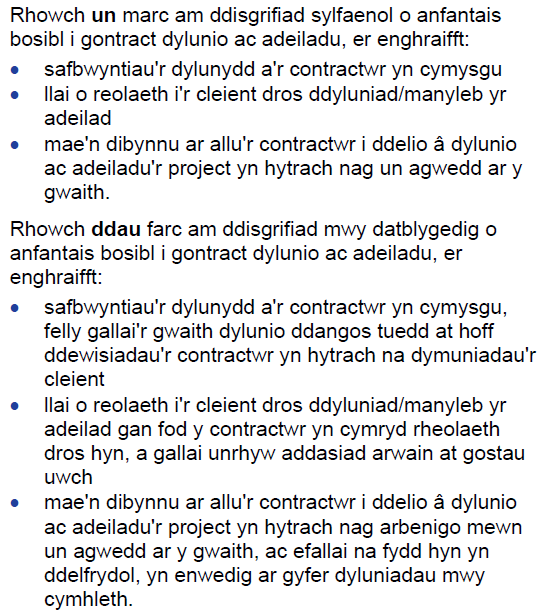 Rhowch un marc am ddisgrifiad sylfaenol o anfantais
bosibl i gontract dylunio ac adeiladu, er enghraifft:
• safbwyntiau'r dylunydd a'r contractwr yn cymysgu
• llai o reolaeth i'r cleient dros ddyluniad/manyleb yr
adeilad
• mae'n dibynnu ar allu'r contractwr i ddelio â dylunio
ac adeiladu'r project yn hytrach nag un agwedd ar y
gwaith.
Rhowch ddau farc am ddisgrifiad mwy datblygedig o
anfantais bosibl i gontract dylunio ac adeiladu, er
enghraifft:
• safbwyntiau'r dylunydd a'r contractwr yn cymysgu,
felly gallai'r gwaith dylunio ddangos tuedd at hoff
ddewisiadau'r contractwr yn hytrach na dymuniadau'r
cleient
• llai o reolaeth i'r cleient dros ddyluniad/manyleb yr
adeilad gan fod y contractwr yn cymryd rheolaeth
dros hyn, a gallai unrhyw addasiad arwain at gostau
uwch
• mae'n dibynnu ar allu'r contractwr i ddelio â dylunio
ac adeiladu'r project yn hytrach nag arbenigo mewn
un agwedd ar y gwaith, ac efallai na fydd hyn yn
ddelfrydol, yn enwedig ar gyfer dyluniadau mwy
cymhleth.